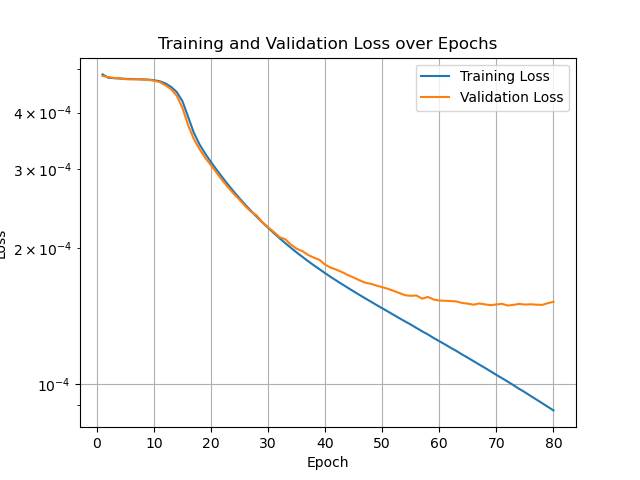 Training and Validation Loss over Epochs
Training Loss
Validation Loss
4 × 10⁻⁴
3 × 10⁻⁴
2 × 10⁻⁴
10⁻⁴
Loss
0 10 20 30 40 50 60 70 80
Epoch